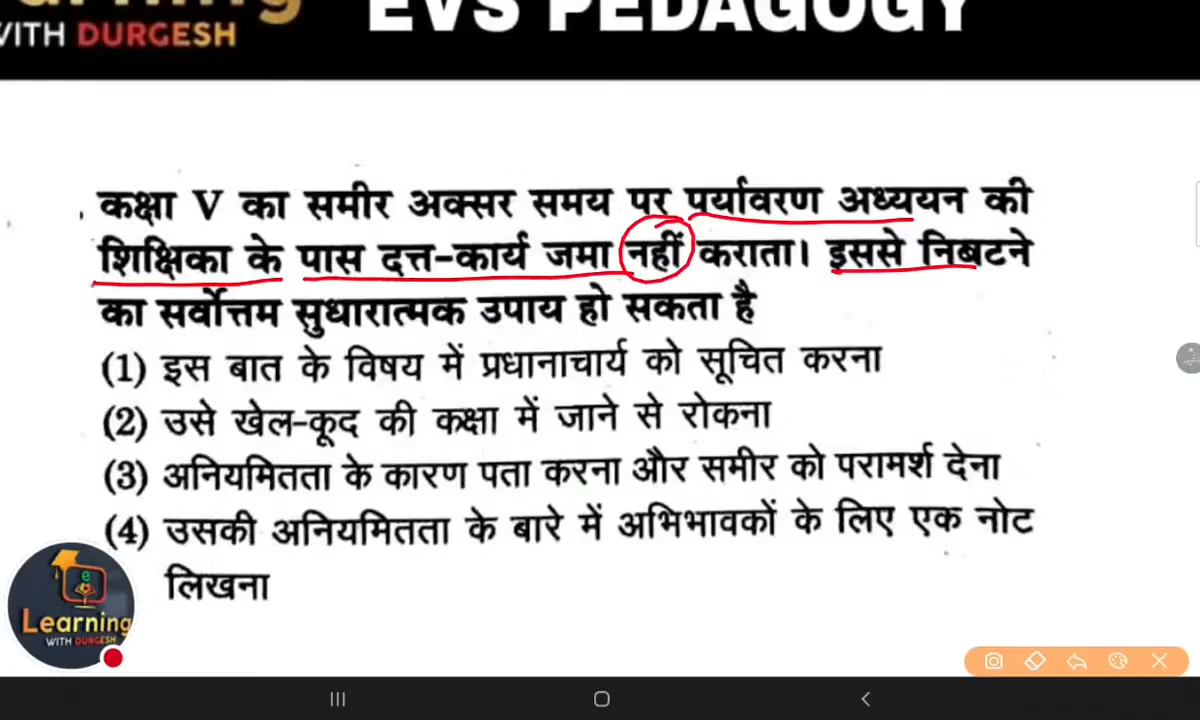 WITH DURGESH
EVS PEDAGOGY
कक्षा V का समीर अक्सर समय पर पर्यावरण अध्ययन की
शिक्षिका के पास दत्त-कार्य जमा नहीं कराता। इससे निबटने
का सर्वोत्तम सुधारात्मक उपाय हो सकता है
(1) इस बात के विषय में प्रधानाचार्य को सूचित करना
(2) उसे खेल-कूद की कक्षा में जाने से रोकना
(3) अनियमितता के कारण पता करना और समीर को परामर्श देना
(4) उसकी अनियमितता के बारे में अभिभावकों के लिए एक नोट
लिखना
e
Learning
WITH DURGESH